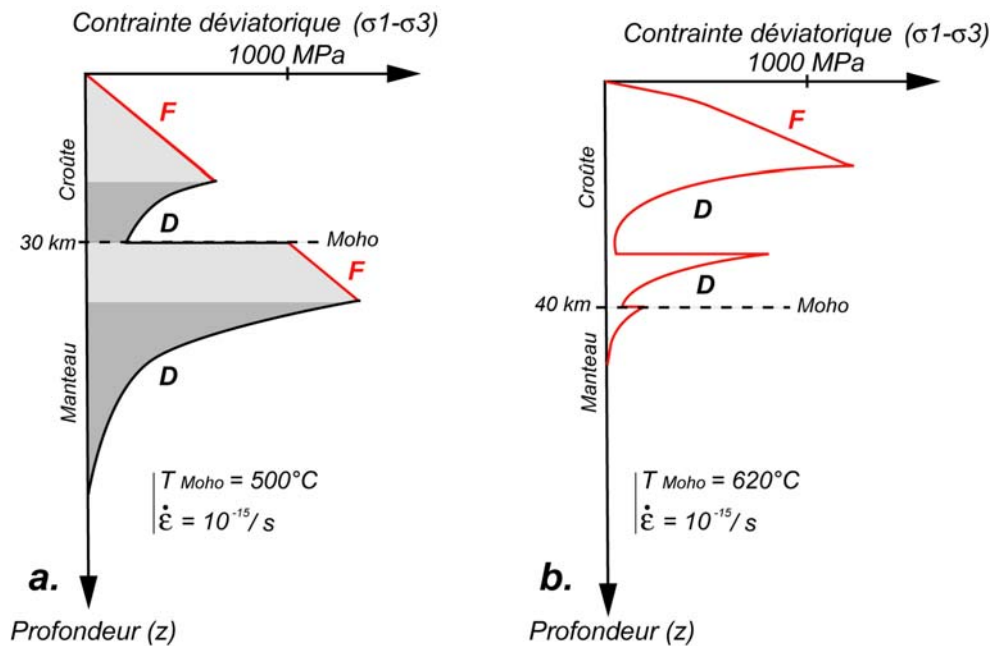 Contrainte déviatorique (σ1-σ3)
1000 MPa
F
Croûte
D
30 km
Moho
F
Manteau
D
T Moho = 500°C
ε̇ = 10⁻¹⁵/ s
a.
Profondeur (z)
Contrainte déviatorique (σ1-σ3)
1000 MPa
F
Croûte
D
D
40 km
Moho
Manteau
T Moho = 620°C
ε̇ = 10⁻¹⁵/ s
b.
Profondeur (z)